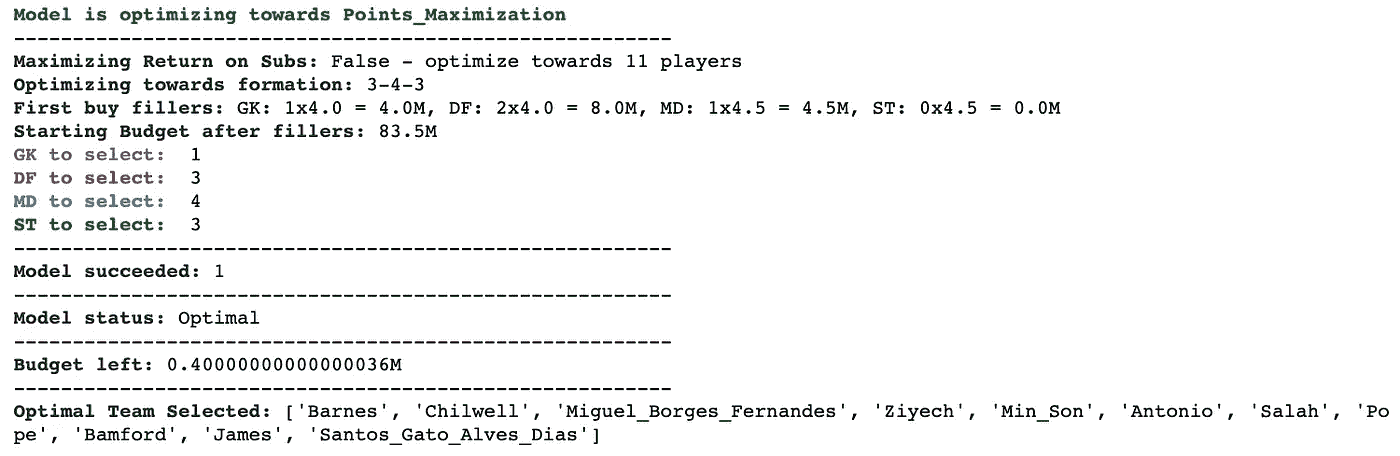 Model is optimizing towards Points_Maximization
--------------------------------------------------------
Maximizing Return on Subs: False - optimize towards 11 players
Optimizing towards formation: 3-4-3
First buy fillers: GK: 1x4.0 = 4.0M, DF: 2x4.0 = 8.0M, MD: 1x4.5 = 4.5M, ST: 0x4.5 = 0.0M
Starting Budget after fillers: 83.5M
GK to select:  1
DF to select:  3
MD to select:  4
ST to select:  3
--------------------------------------------------------
Model succeeded: 1
--------------------------------------------------------
Model status: Optimal
--------------------------------------------------------
Budget left: 0.40000000000000036M
--------------------------------------------------------
Optimal Team Selected: ['Barnes', 'Chilwell', 'Miguel_Borges_Fernandes', 'Ziyech', 'Min_Son', 'Antonio', 'Salah', 'Po
pe', 'Bamford', 'James', 'Santos_Gato_Alves_Dias']